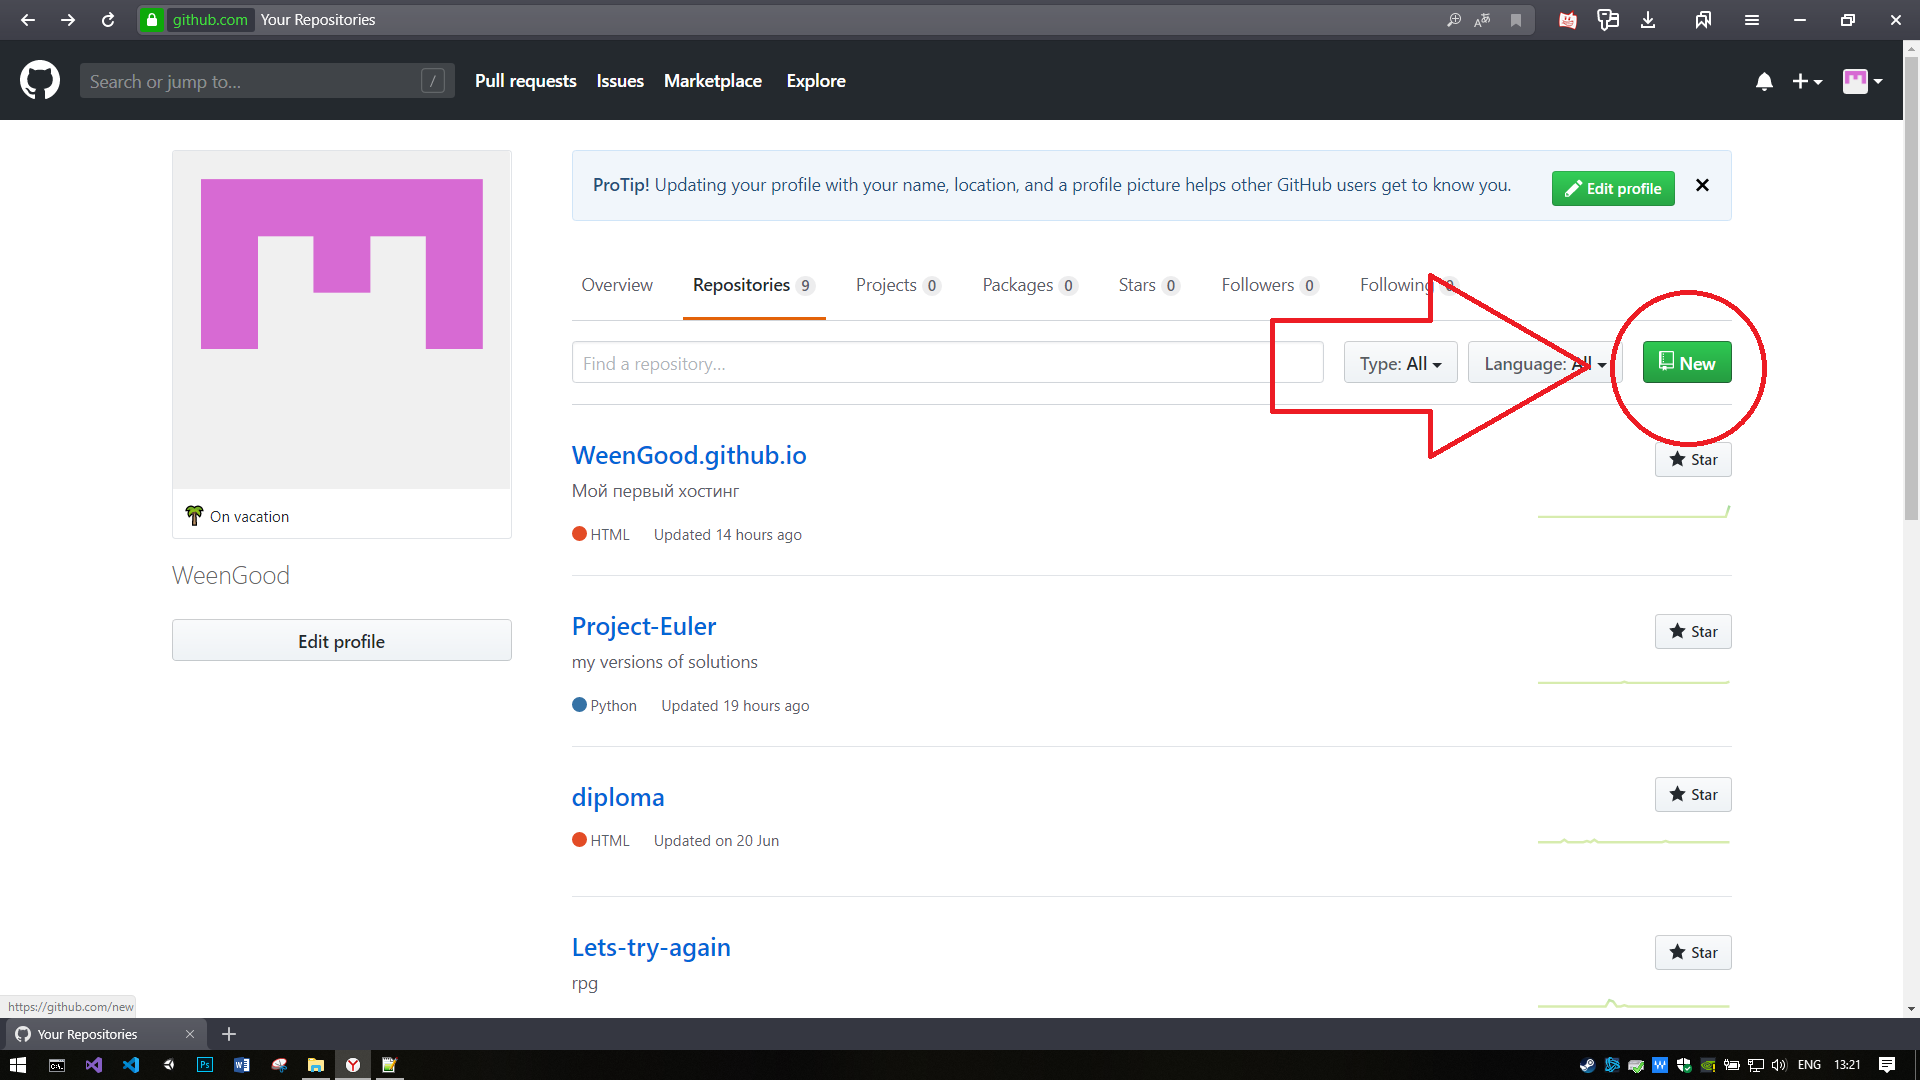 github.com Your Repositories
Search or jump to... /
Pull requests Issues Marketplace Explore
ProTip! Updating your profile with your name, location, and a profile picture helps other GitHub users get to know you.
Edit profile
Overview Repositories 9 Projects 0 Packages 0 Stars 0 Followers 0 Following 0
Find a repository...
Type: All
Language: All
New
WeenGood.github.io
Star
Мой первый хостинг
HTML Updated 14 hours ago
On vacation
WeenGood
Edit profile
Project-Euler
Star
my versions of solutions
Python Updated 19 hours ago
diploma
Star
HTML Updated on 20 Jun
Lets-try-again
Star
rpg
https://github.com/new
Your Repositories
ENG 13:21